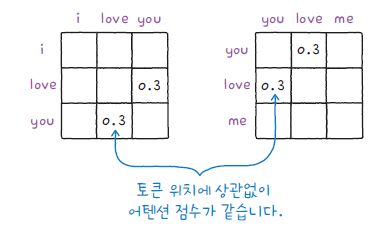 i love you
i
love 0.3
you 0.3
you love me
you 0.3
love 0.3
me
토큰 위치에 상관없이
어텐션 점수가 같습니다.